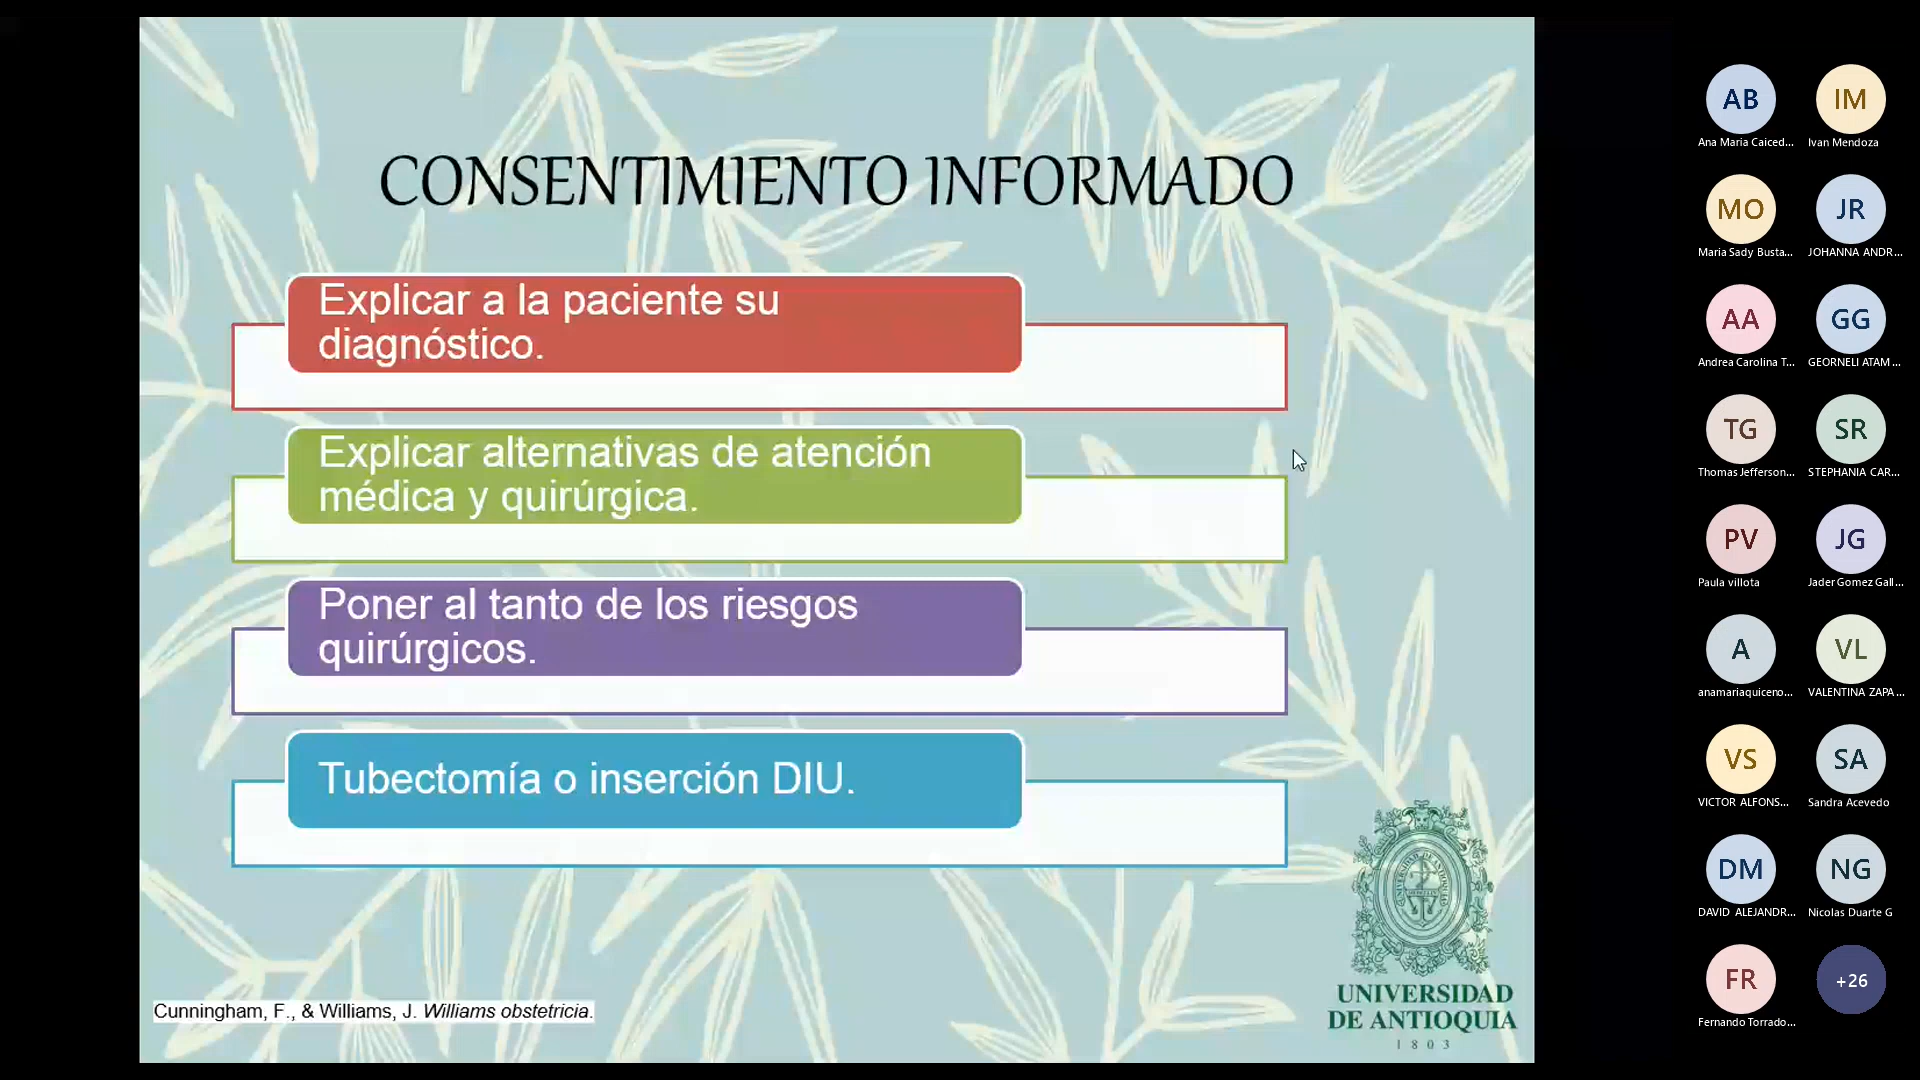 CONSENTIMIENTO INFORMADO
Explicar a la paciente su
diagnóstico.
Explicar alternativas de atención
médica y quirúrgica.
Poner al tanto de los riesgos
quirúrgicos.
Tubectomía o inserción DIU.
Cunningham, F., & Williams, J. Williams obstetricia.
UNIVERSIDAD
DE ANTIOQUIA
1803
AB
Ana Maria Caiced...
IM
Ivan Mendoza
MO
Maria Sady Busta...
JR
JOHANNA ANDR...
AA
Andrea Carolina T...
GG
GEORNELI ATAM...
TG
Thomas Jefferson...
SR
STEPHANIA CAR...
PV
Paula villota
JG
Jader Gomez Gall...
A
anamariaquiceno...
VL
VALENTINA ZAPA...
VS
VICTOR ALFONS...
SA
Sandra Acevedo
DM
DAVID ALEJANDR...
NG
Nicolas Duarte G
FR
Fernando Torrado...
+26